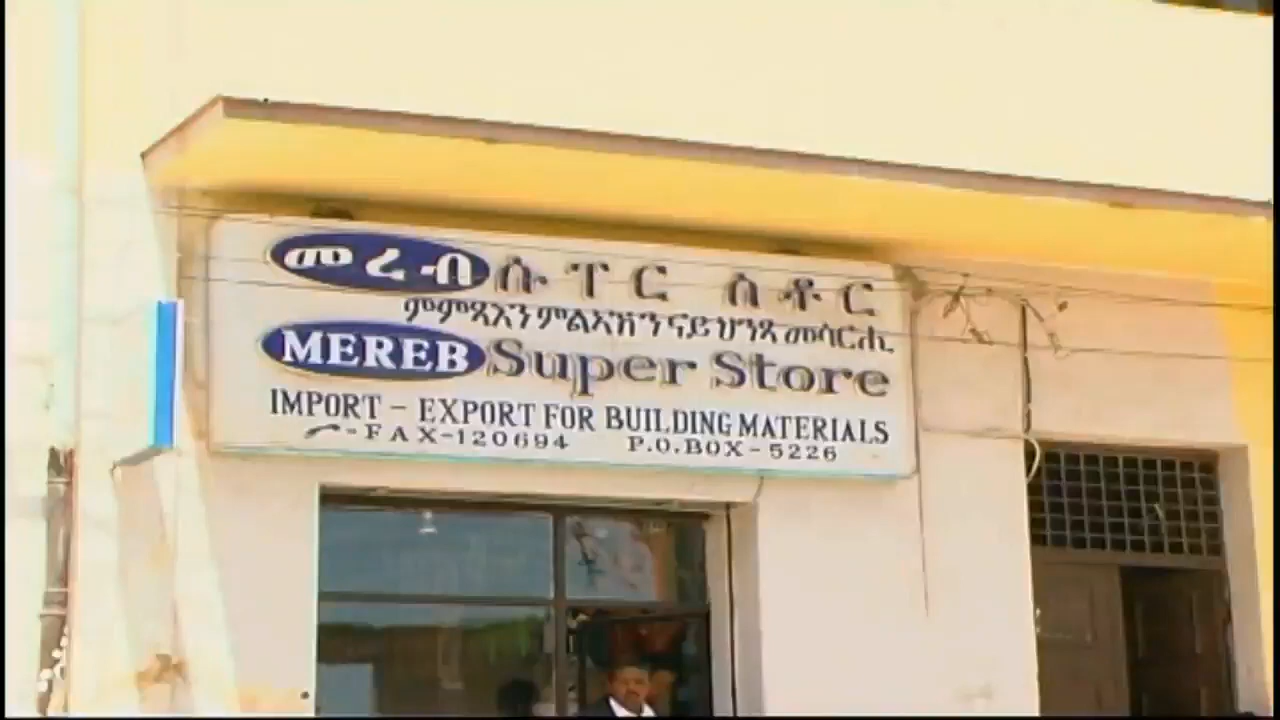 መረብ ሱፐር ስቶር
ምምጻእን ምልኣኽን ናይ ህንጻ መሳርሒ
MEREB Super Store
IMPORT - EXPORT FOR BUILDING MATERIALS
- FAX-120694 P.O.BOX-5226